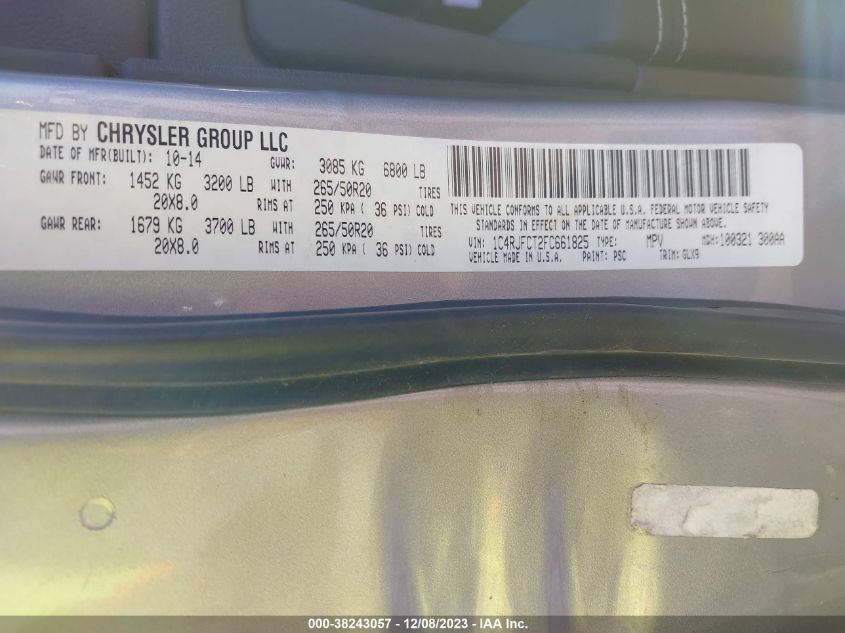 MFD BY CHRYSLER GROUP LLC
DATE OF MFR(BUILT): 10-14 GVWR: 3085 KG 6800 LB
GAWR FRONT: 1452 KG 3200 LB WITH 265/50R20 TIRES
20X8.0 RIMS AT 250 KPA ( 36 PSI) COLD
GAWR REAR: 1679 KG 3700 LB WITH 265/50R20 TIRES
20X8.0 RIMS AT 250 KPA ( 36 PSI) COLD
THIS VEHICLE CONFORMS TO ALL APPLICABLE U.S.A. FEDERAL MOTOR VEHICLE SAFETY
STANDARDS IN EFFECT ON THE DATE OF MANUFACTURE SHOWN ABOVE
VIN: 1C4RJFCT2FC661825 TYPE: MPV MDH: 100321 300AA
VEHICLE MADE IN U.S.A. PAINT: PSC TRIM: GLX9
000-38243057 - 12/08/2023 - IAA Inc.